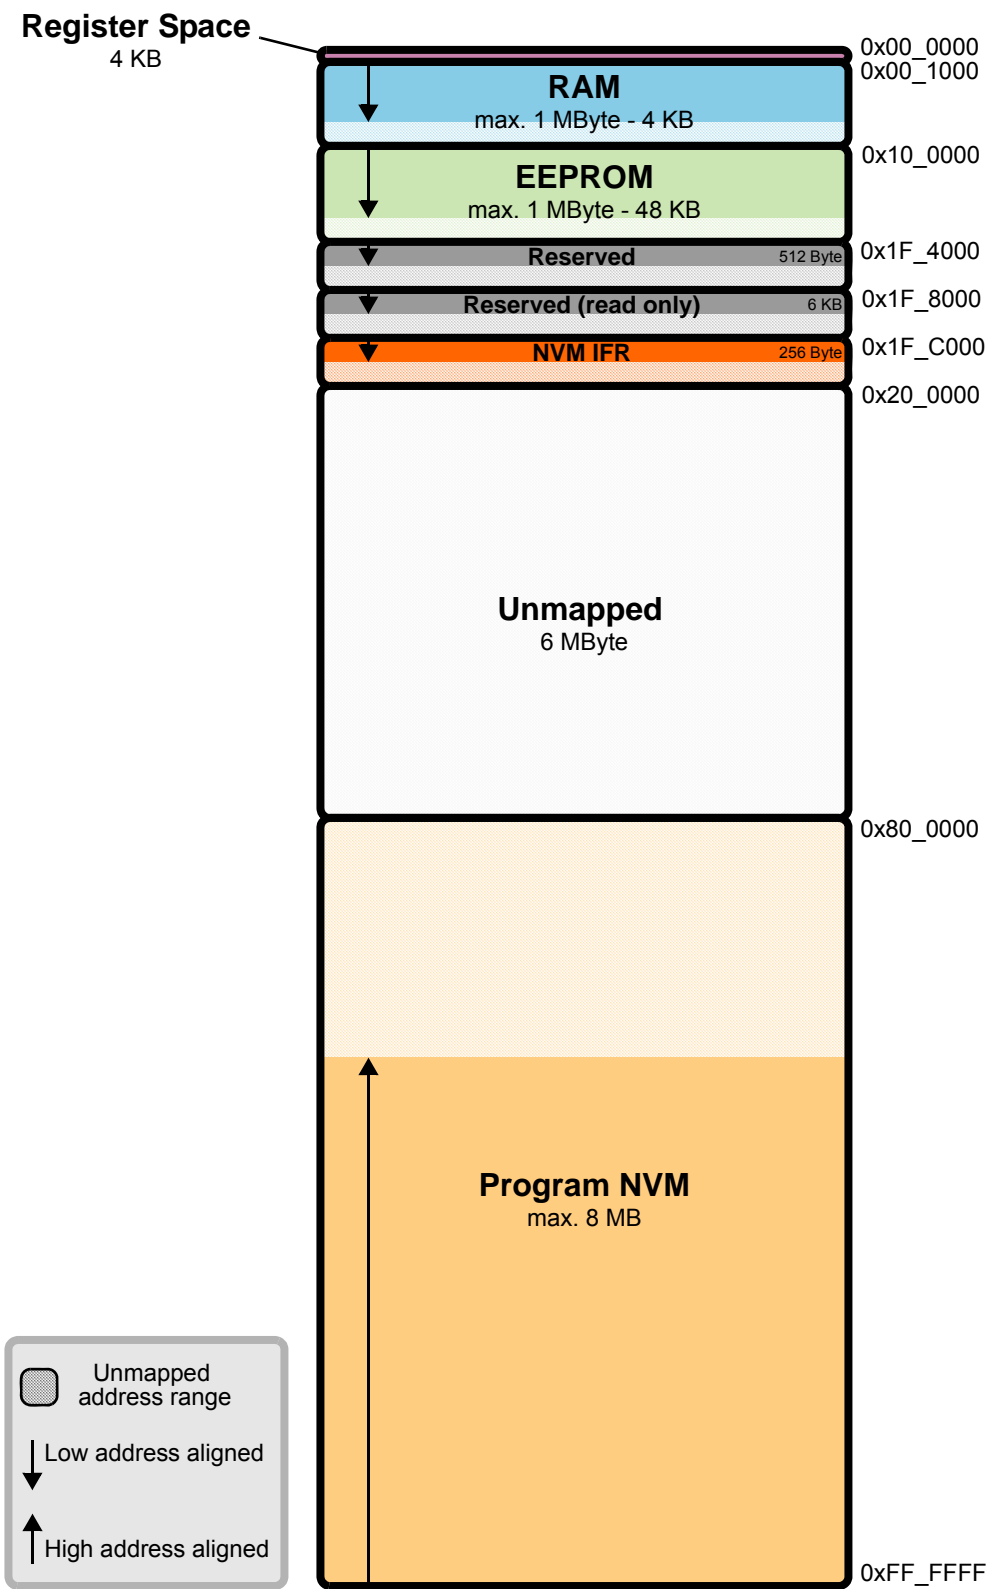 Register Space
4 KB
0x00_0000
0x00_1000
RAM
max. 1 MByte - 4 KB
0x10_0000
EEPROM
max. 1 MByte - 48 KB
0x1F_4000
Reserved
512 Byte
0x1F_8000
Reserved (read only)
6 KB
0x1F_C000
NVM IFR
256 Byte
0x20_0000
Unmapped
6 MByte
0x80_0000
Program NVM
max. 8 MB
Unmapped
address range
Low address aligned
High address aligned
0xFF_FFFF